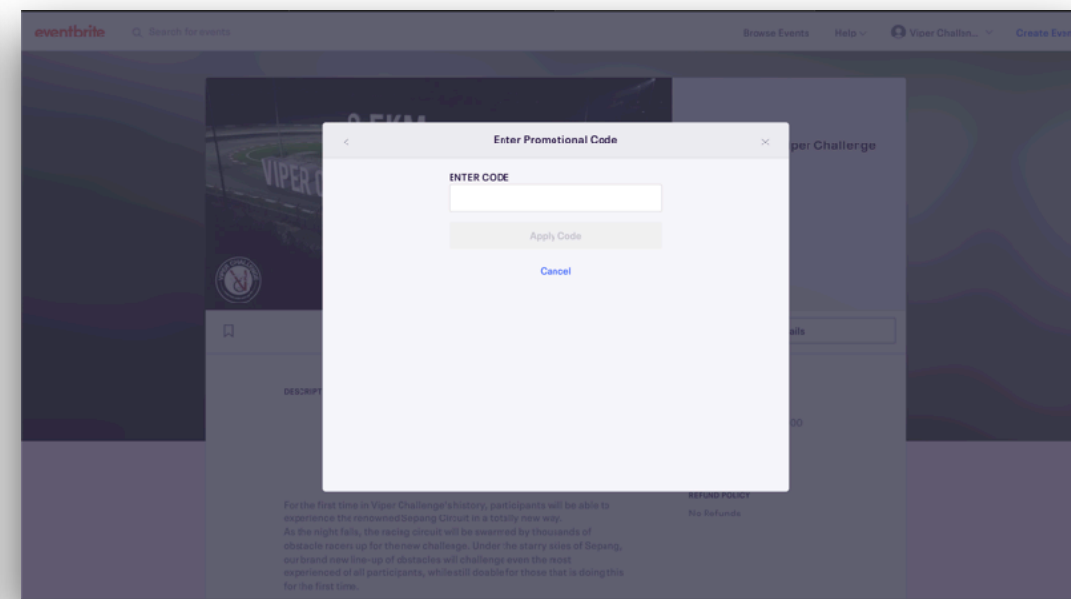 eventbrite
Search for events
Browse Events
Help
Viper Challen...
Create Even
Enter Promotional Code
per Challenge
VIPER
ENTER CODE
Apply Code
Cancel
ails
DESCRIPT
00
REFUND POLICY
No Refunds
For the first time in Viper Challenge's history, participants will be able to
experience the renowned Sepang Circuit in a totally new way.
As the night falls, the racing circuit will be swarmed by thousands of
obstacle racers up for the new challenge. Under the starry skies of Sepang,
our brand new line-up of obstacles will challenge even the most
experienced of all participants, while still doable for those that is doing this
for the first time.